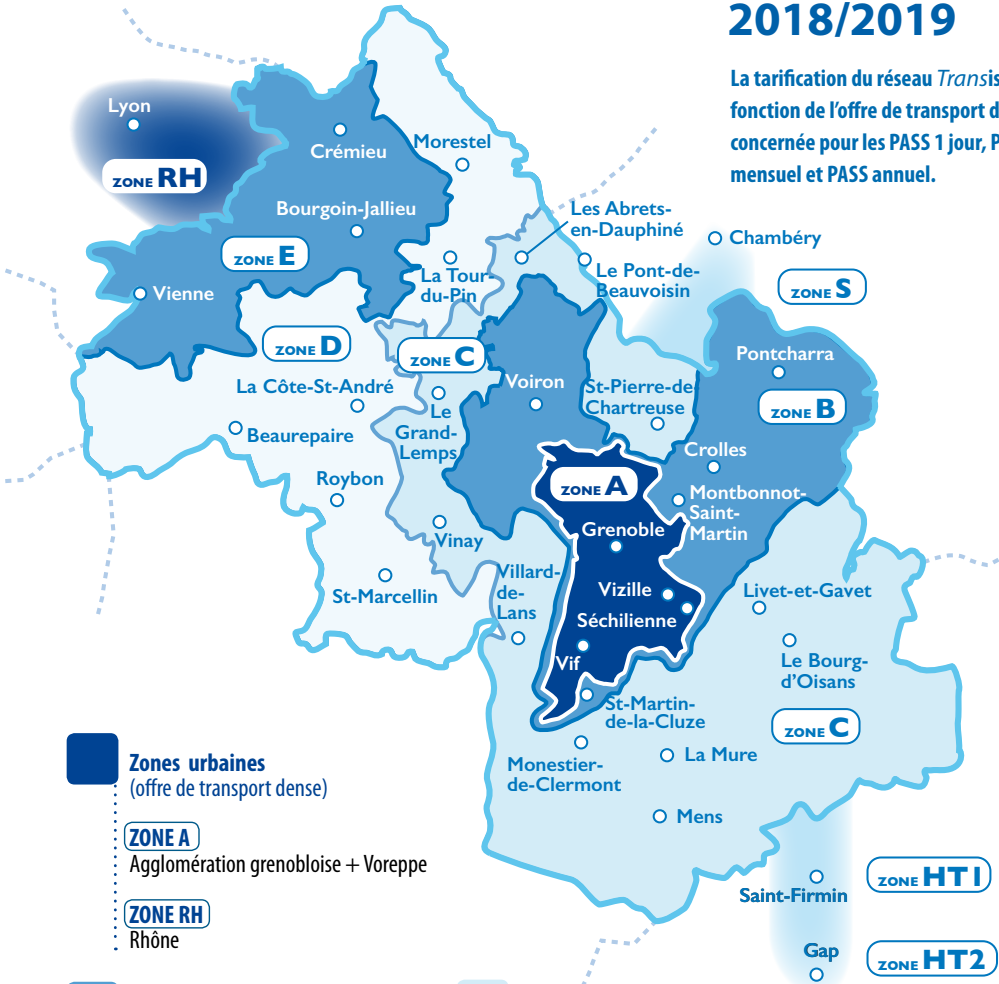 2018/2019
La tarification du réseau Transis
fonction de l'offre de transport d
concernée pour les PASS 1 jour, P
mensuel et PASS annuel.
Lyon
ZONE RH
Crémieu
Morestel
Bourgoin-Jallieu
ZONE E
Vienne
Les Abrets-
en-Dauphiné
Chambéry
La Tour-
du-Pin
Le Pont-de-
Beauvoisin
ZONE S
ZONE D
ZONE C
Pontcharra
La Côte-St-André
Voiron
St-Pierre-de-
Chartreuse
ZONE B
Beaurepaire
Le
Grand-
Lemps
Crolles
Roybon
ZONE A
Montbonnot-
Saint-
Martin
Grenoble
Vinay
St-Marcellin
Villard-
de-
Lans
Vizille
Séchilienne
Livet-et-Gavet
Vif
Le Bourg-
d'Oisans
St-Martin-
de-la-Cluze
ZONE C
Monestier-
de-Clermont
La Mure
Mens
Saint-Firmin
ZONE HT1
Gap
ZONE HT2
Zones urbaines
(offre de transport dense)
ZONE A
Agglomération grenobloise + Voreppe
ZONE RH
Rhône